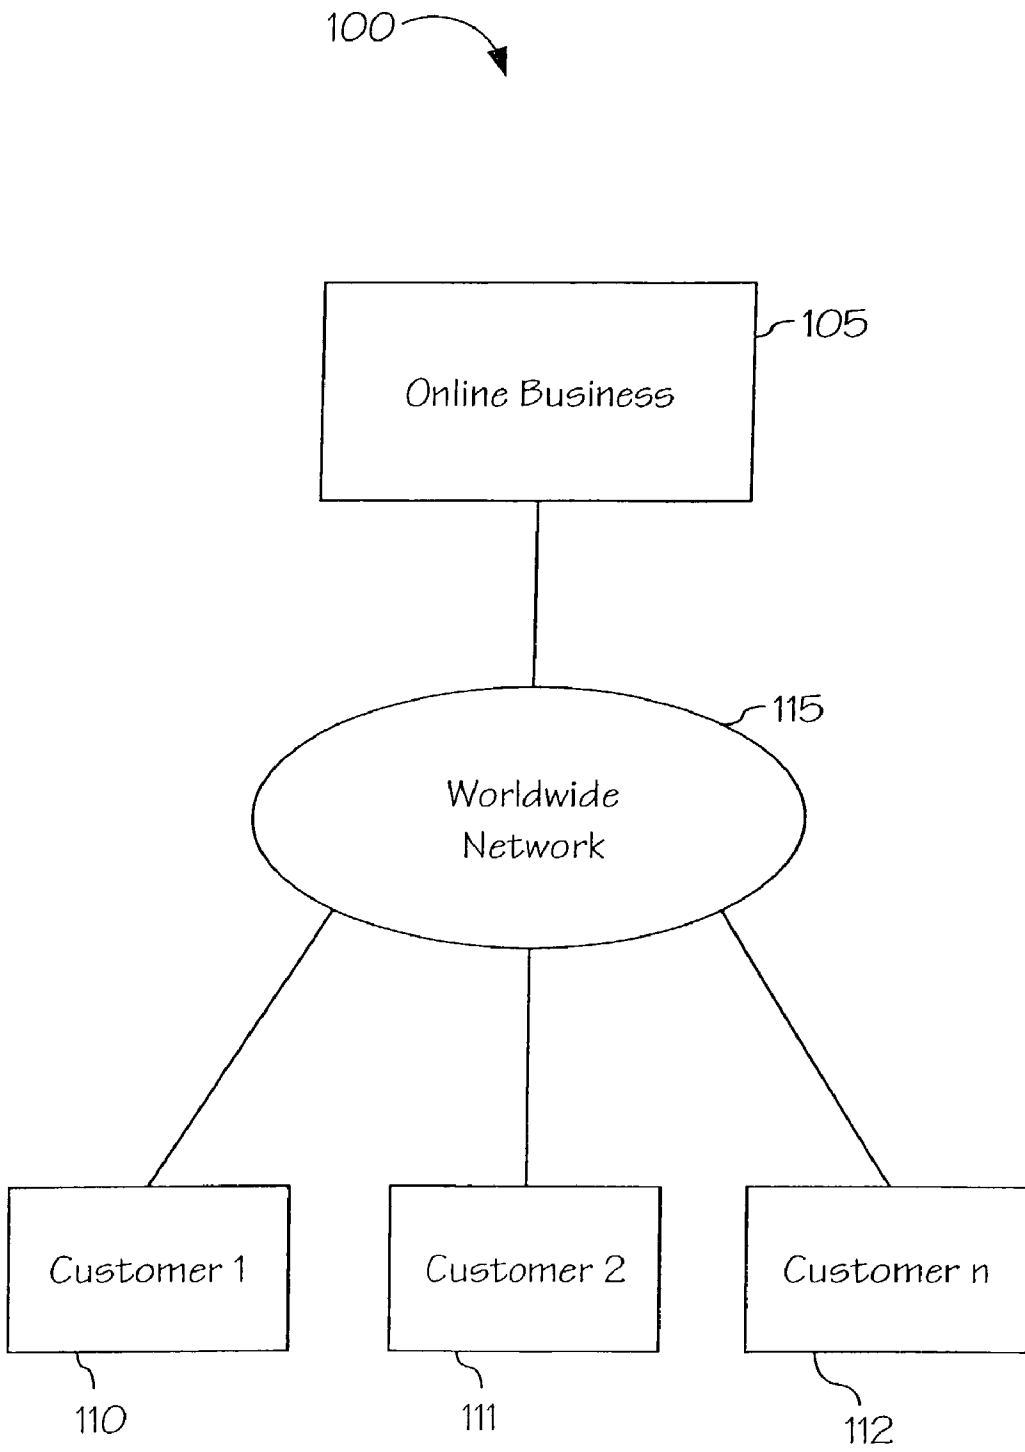 100
105
Online Business
115
Worldwide
Network
Customer 1
Customer 2
Customer n
110
111
112